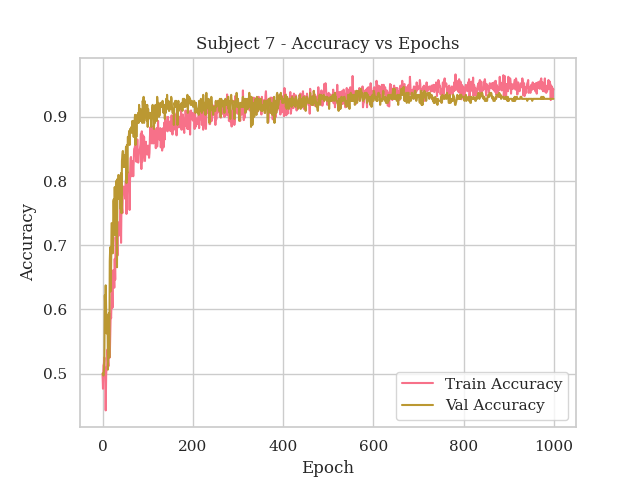 Subject 7 - Accuracy vs Epochs
Accuracy
0.9
0.8
0.7
0.6
0.5
Train Accuracy
Val Accuracy
0 200 400 600 800 1000
Epoch